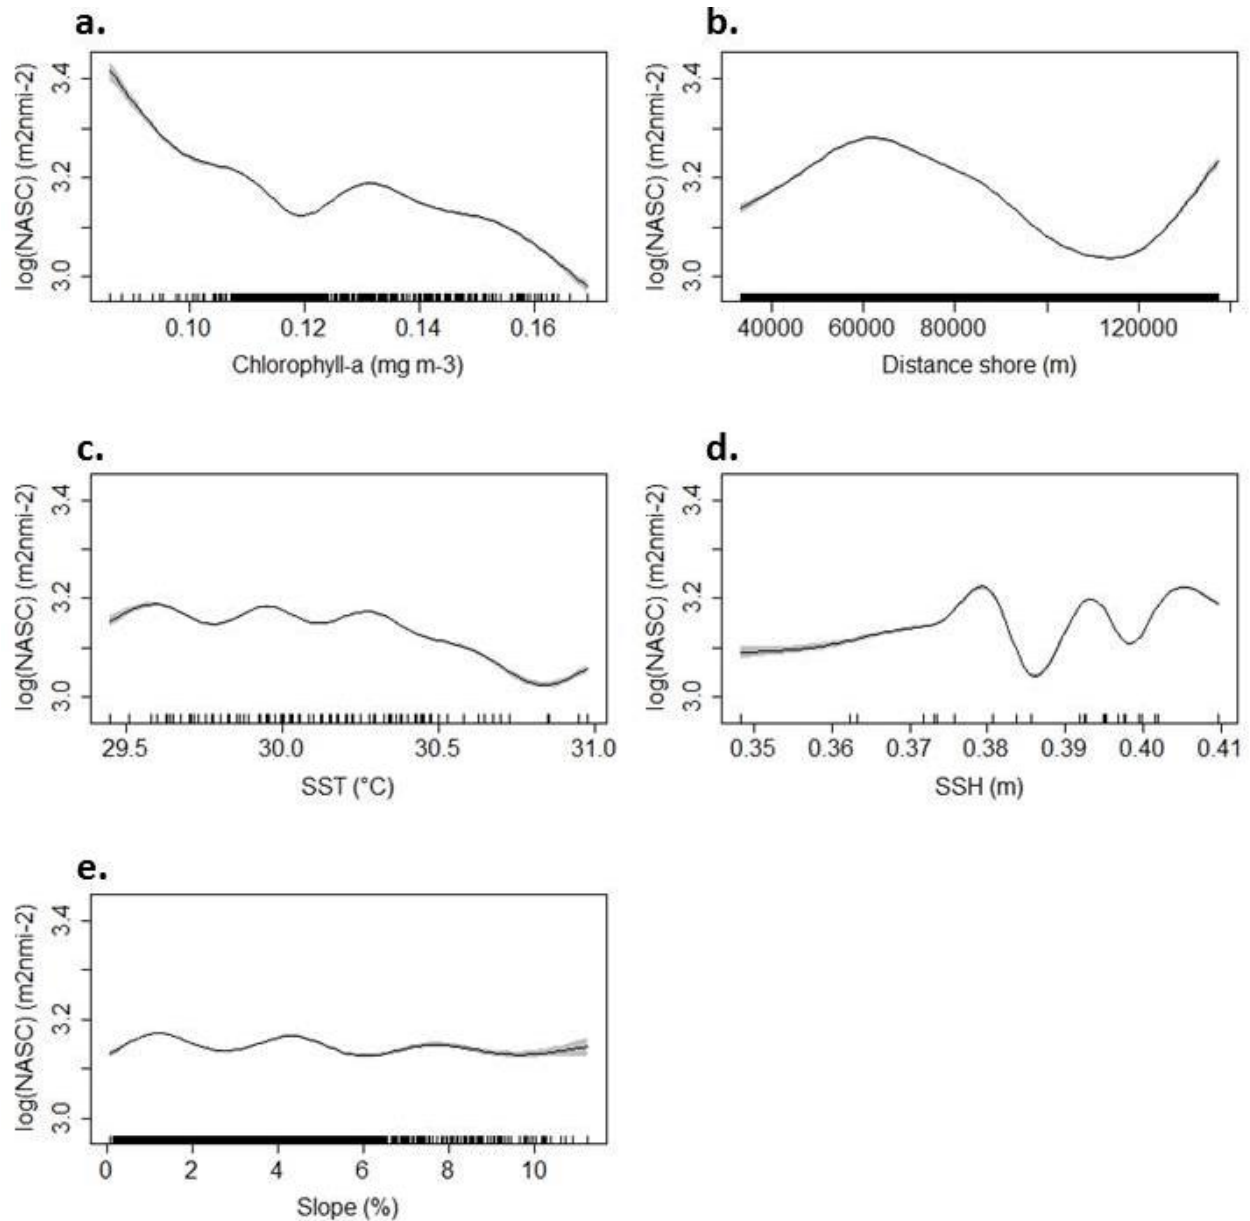 a.
log(NASC) (m2nmi-2)
3.4
3.2
3.0
0.10 0.12 0.14 0.16
Chlorophyll-a (mg m-3)
b.
log(NASC) (m2nmi-2)
3.4
3.2
3.0
40000 60000 80000 120000
Distance shore (m)
c.
log(NASC) (m2nmi-2)
3.4
3.2
3.0
29.5 30.0 30.5 31.0
SST (°C)
d.
log(NASC) (m2nmi-2)
3.4
3.2
3.0
0.35 0.36 0.37 0.38 0.39 0.40 0.41
SSH (m)
e.
log(NASC) (m2nmi-2)
3.4
3.2
3.0
0 2 4 6 8 10
Slope (%)